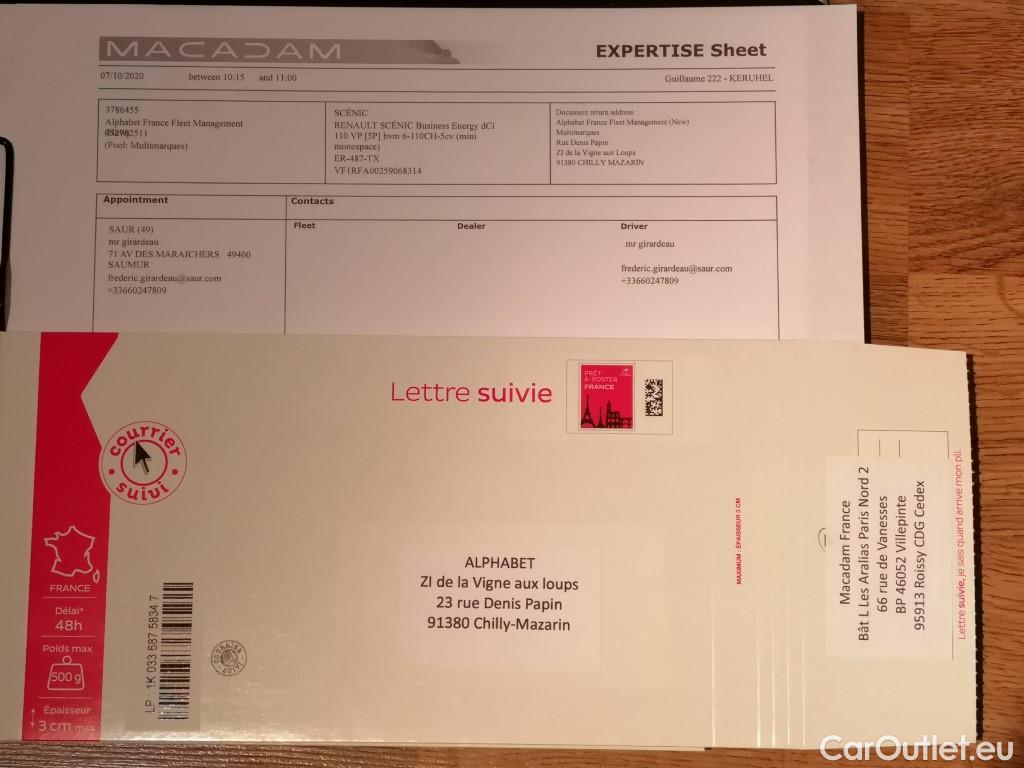 MACADAM
EXPERTISE Sheet
07/10/2020 between 10:15 and 11:00
Guillaume 222 - KERUHEL
3786455
Alphabet France Fleet Management
(Pool: Multimarques)
SCÉNIC
RENAULT SCÉNIC Business Energy dCi
110 VP [5P] bvm 6-110CH-5cv (mini
monospace)
ER-487-TX
VF1RFA00259068314
Document return address
Alphabet France Fleet Management (New)
Multimarques
Rue Denis Papin
ZI de la Vigne aux Loups
91380 CHILLY MAZARIN
Appointment
Contacts
SAUR (49)
mr girardeau
71 AV DES MARAICHERS 49400
SAUMUR
frederic.girardeau@saur.com
+33660247809
Fleet
Dealer
Driver
mr girardeau
frederic.girardeau@saur.com
+33660247809
Lettre suivie
PRÊT-
À-POSTER
FRANCE
courrier
suivi
FRANCE
Délai*
48h
Poids max
500 g
Épaisseur
3 cm max
LP : 1K 033 687 5834 7
COURRIER
SUIVI
ALPHABET
ZI de la Vigne aux loups
23 rue Denis Papin
91380 Chilly-Mazarin
MAXIMUM : ÉPAISSEUR 3 CM
Macadam France
Bât L Les Aralias Paris Nord 2
66 rue de Vanesses
BP 46052 Villepinte
95913 Roissy CDG Cedex
Lettre suivie, je sais quand arrive mon pli.
CarOutlet.eu